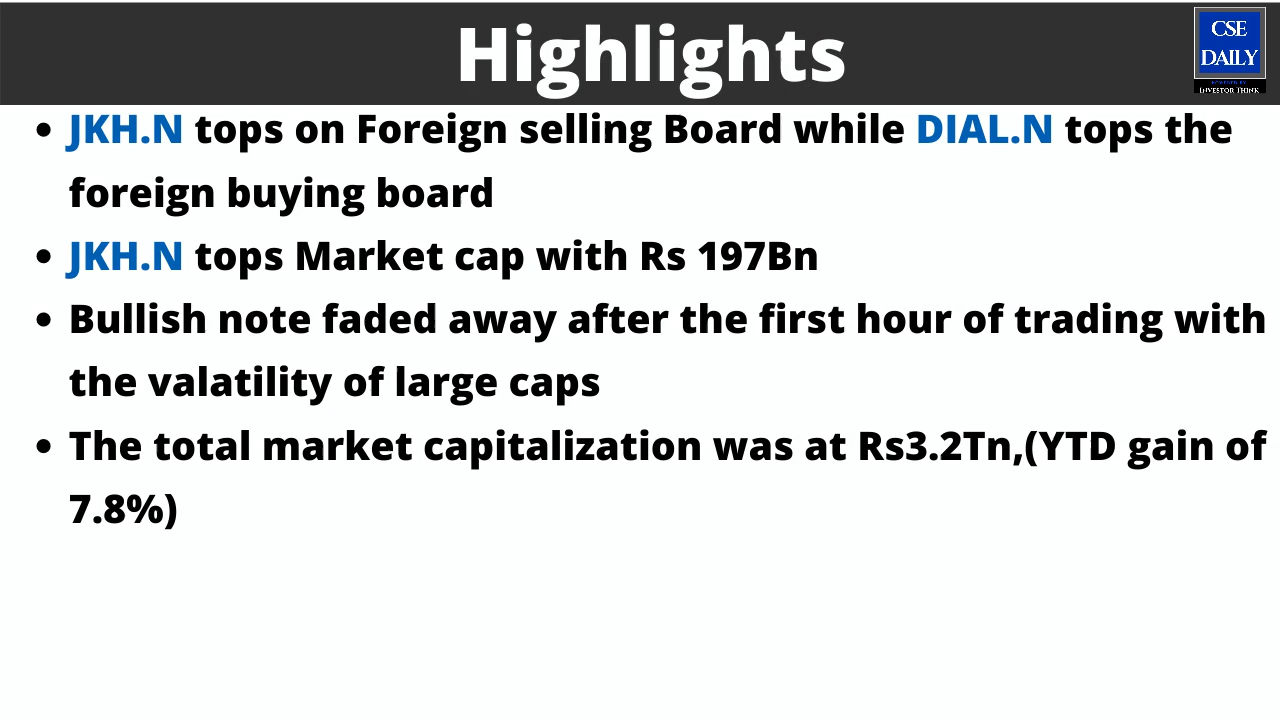 Highlights
CSE
DAILY
POWERED BY
INVESTOR THINK
JKH.N tops on Foreign selling Board while DIAL.N tops the
foreign buying board
JKH.N tops Market cap with Rs 197Bn
Bullish note faded away after the first hour of trading with
the valatility of large caps
The total market capitalization was at Rs3.2Tn,(YTD gain of
7.8%)